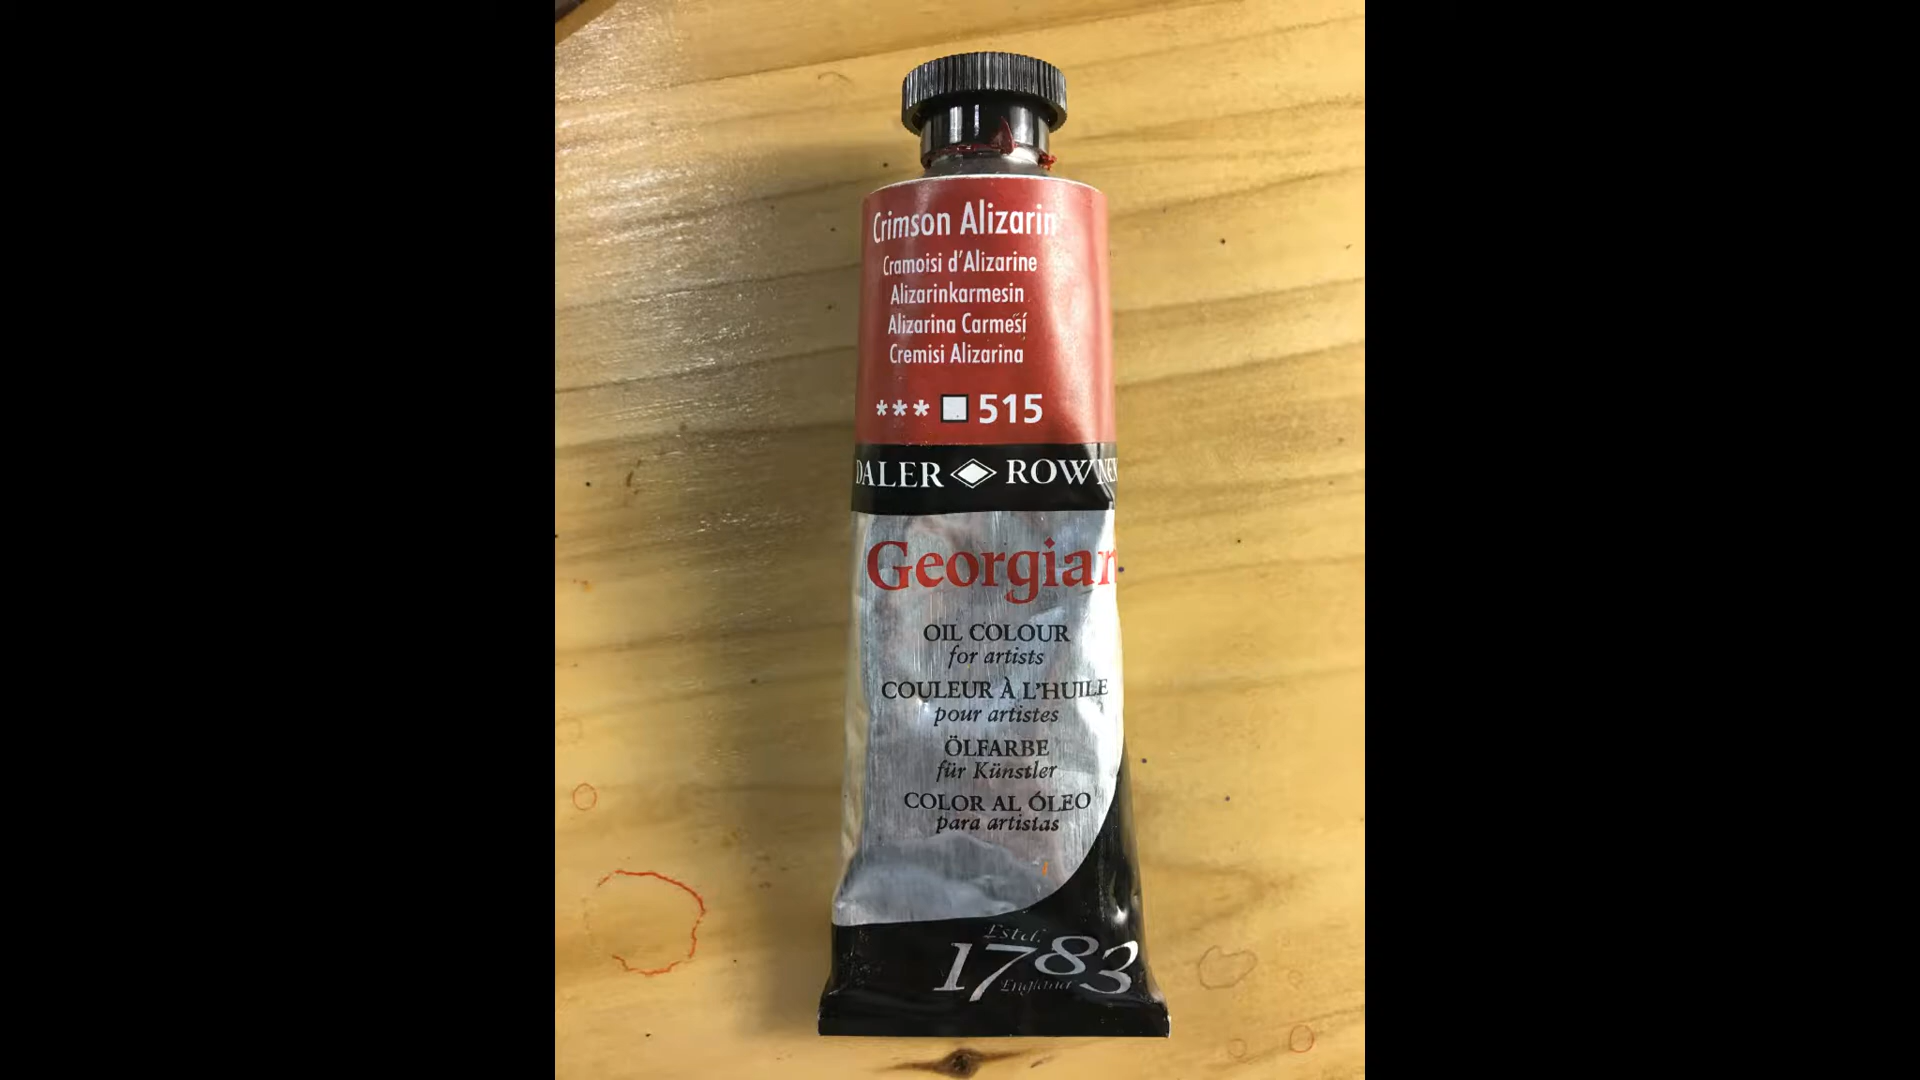 Crimson Alizarin
Cramoisi d'Alizarine
Alizarinkarmesin
Alizarina Carmesí
Cremisi Alizarina
*** 515
DALER ROWNEY
Georgian
OIL COLOUR
for artists
COULEUR À L'HUILE
pour artistes
ÖLFARBE
für Künstler
COLOR AL ÓLEO
para artistas
Estd.
1783
England